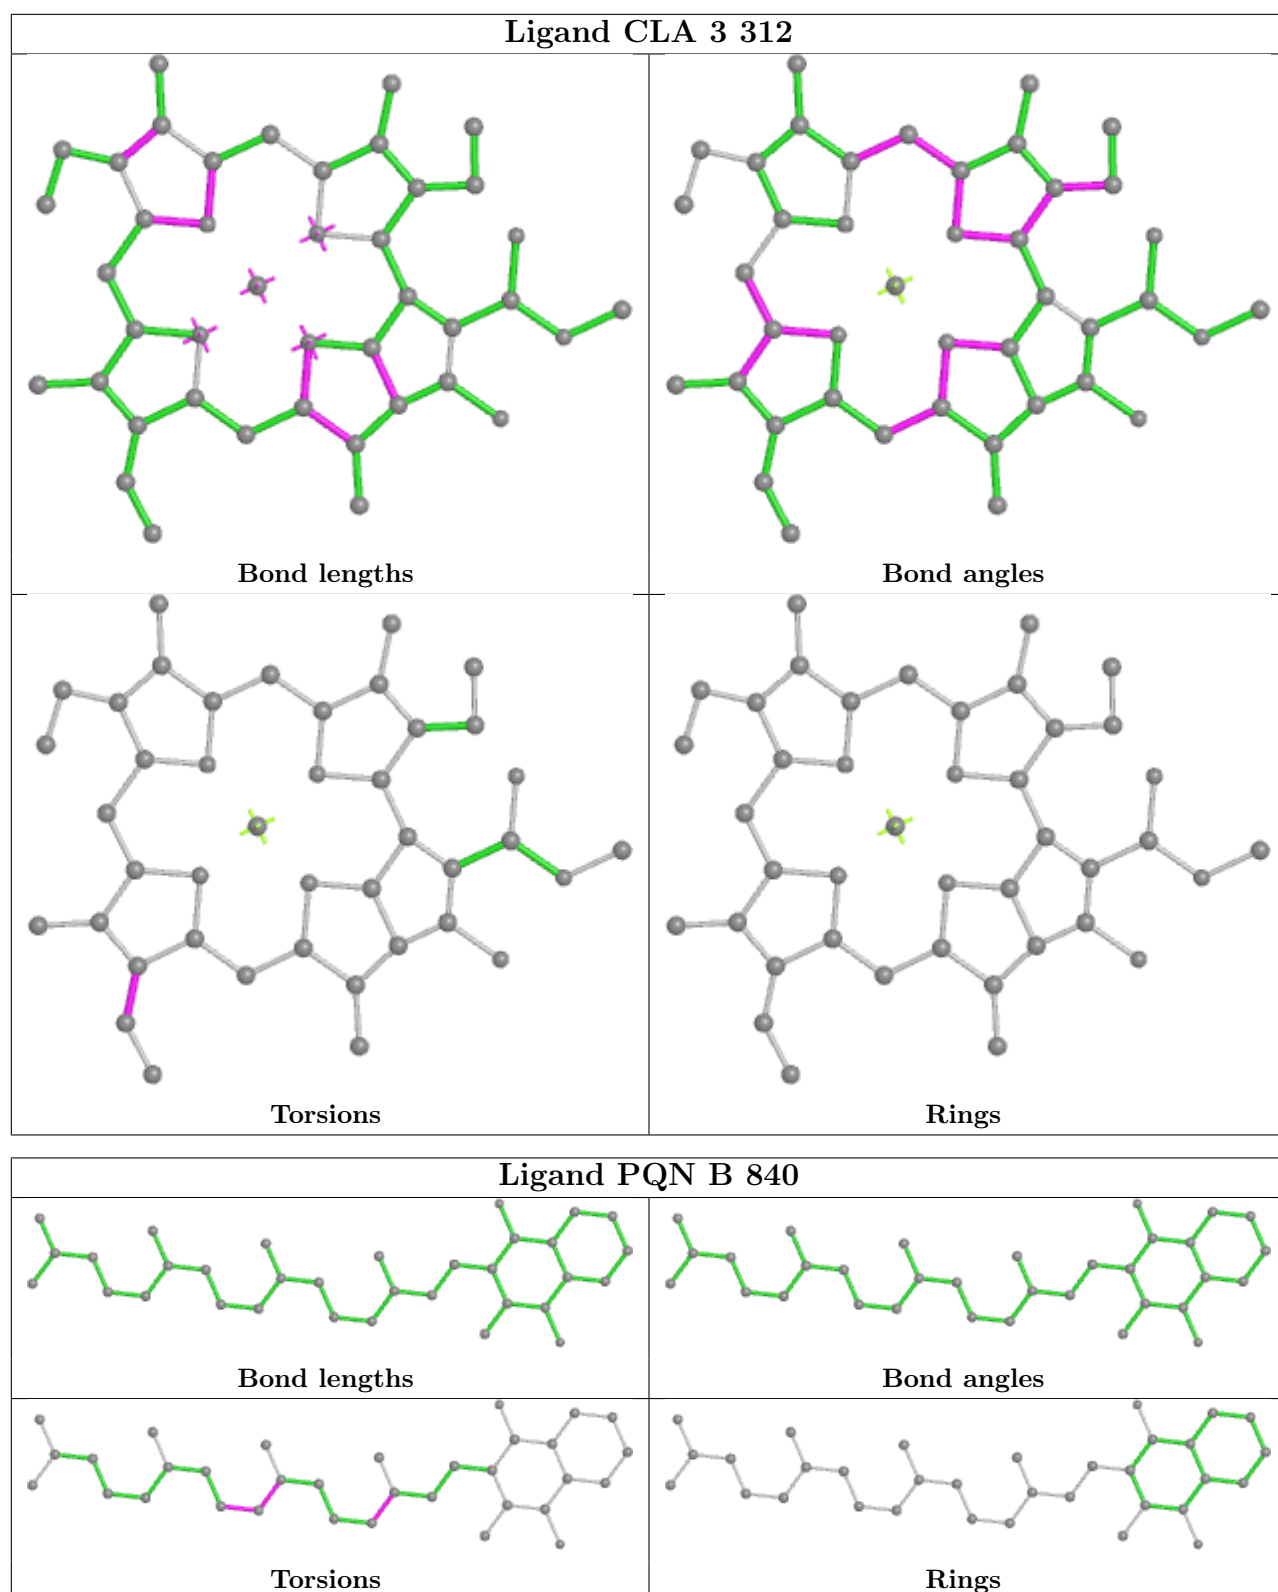 Ligand CLA 3 312
Bond lengths
Bond angles
Torsions
Rings
Ligand PQN B 840
Bond lengths
Bond angles
Torsions
Rings